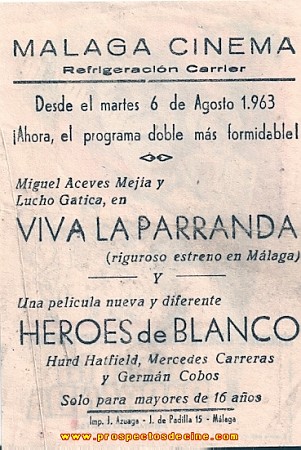 MALAGA CINEMA
Refrigeración Carrier
Desde el martes 6 de Agosto 1.963
¡Ahora, el programa doble más formidable!
Miguel Aceves Mejía y
Lucho Gatica, en
VIVA LA PARRANDA
(riguroso estreno en Málaga)
Y
Una pelicula nueva y diferente
HEROES de BLANCO
Hurd Hatfield, Mercedes Carreras
y Germán Cobos
Solo para mayores de 16 años
Imp. J. Azuaga - J. de Padilla 15 - Málaga
www.prospectosdecine.com